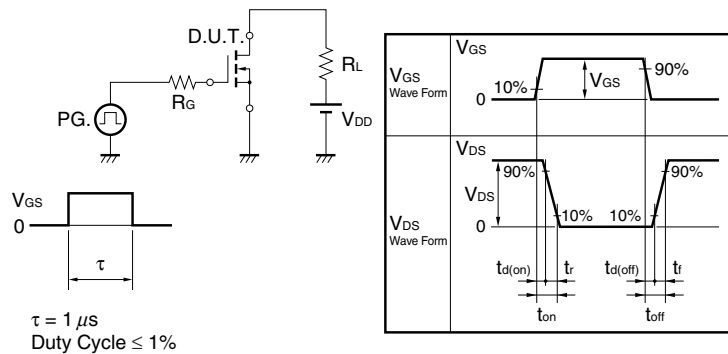 D.U.T.
RL
RG
PG.
VDD
VGS
0
τ
τ = 1 μs
Duty Cycle ≤ 1%
VGS
Wave Form
VGS
10%
VGS
90%
0
VDS
Wave Form
VDS
90%
VDS
90%
10%
10%
0
td(on)
tr
td(off)
tf
ton
toff